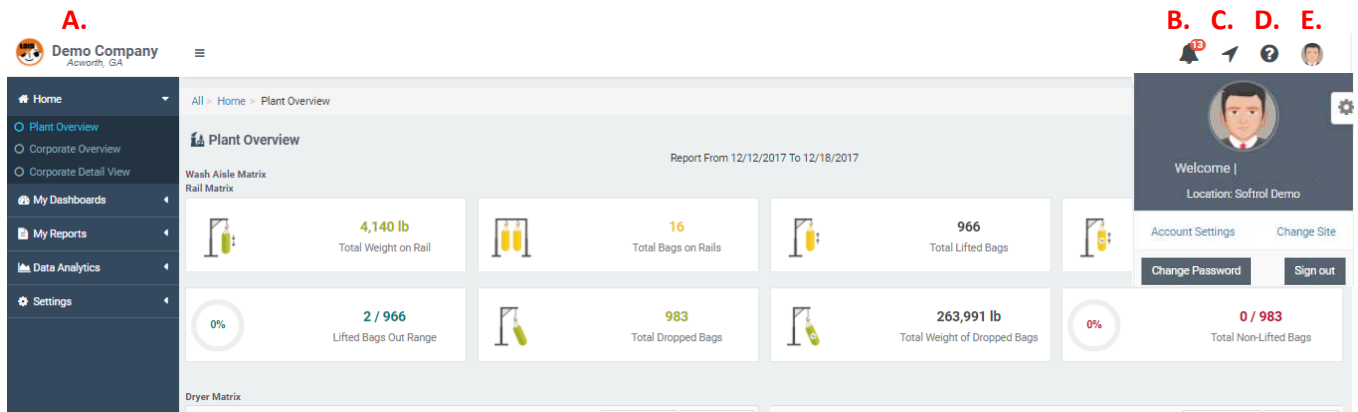 A.
B. C. D. E.
LOIS
Demo Company
Acworth, GA
13
Home
Plant Overview
Corporate Overview
Corporate Detail View
My Dashboards
My Reports
Data Analytics
Settings
All > Home > Plant Overview
Plant Overview
Report From 12/12/2017 To 12/18/2017
Wash Aisle Matrix
Rail Matrix
4,140 lb
Total Weight on Rail
16
Total Bags on Rails
966
Total Lifted Bags
0%
2 / 966
Lifted Bags Out Range
983
Total Dropped Bags
263,991 lb
Total Weight of Dropped Bags
0%
0 / 983
Total Non-Lifted Bags
Dryer Matrix
Welcome |
Location: Softrol Demo
Account Settings Change Site
Change Password Sign out